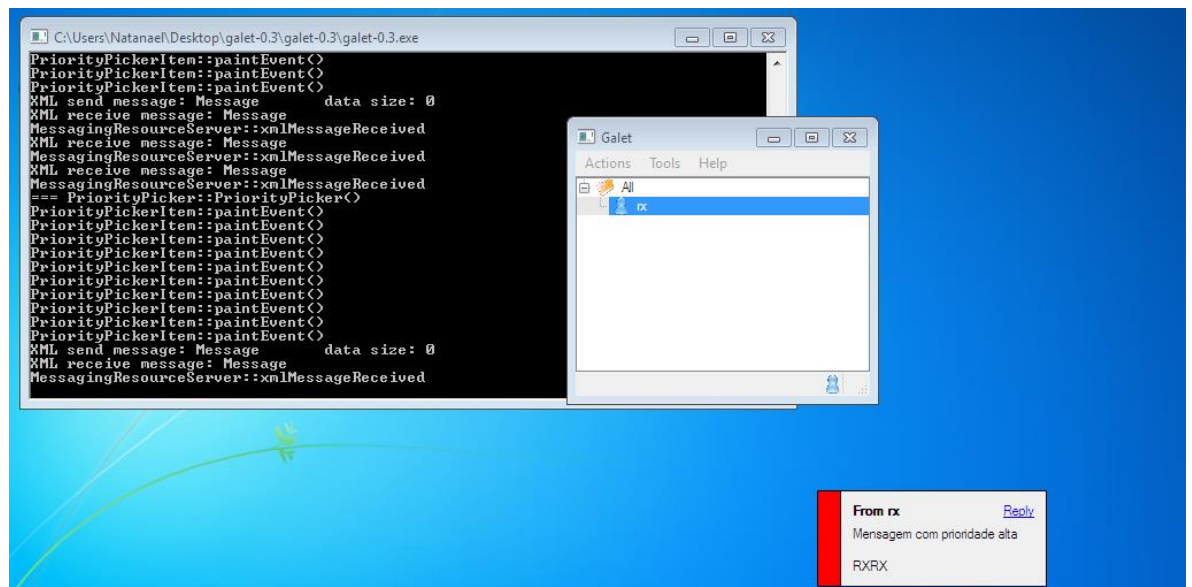 C:\Users\Natanael\Desktop\galet-0.3\galet-0.3\galet-0.3.exe
PriorityPickerItem::paintEvent()
PriorityPickerItem::paintEvent()
PriorityPickerItem::paintEvent()
XML send message: Message data size: 0
XML receive message: Message
MessagingResourceServer::xmlMessageReceived
XML receive message: Message
MessagingResourceServer::xmlMessageReceived
XML receive message: Message
MessagingResourceServer::xmlMessageReceived
=== PriorityPicker::PriorityPicker()
PriorityPickerItem::paintEvent()
PriorityPickerItem::paintEvent()
PriorityPickerItem::paintEvent()
PriorityPickerItem::paintEvent()
PriorityPickerItem::paintEvent()
PriorityPickerItem::paintEvent()
PriorityPickerItem::paintEvent()
PriorityPickerItem::paintEvent()
PriorityPickerItem::paintEvent()
PriorityPickerItem::paintEvent()
XML send message: Message data size: 0
XML receive message: Message
MessagingResourceServer::xmlMessageReceived
Galet
Actions Tools Help
All
rx
From rx Reply
Mensagem com prioridade alta
RXRX